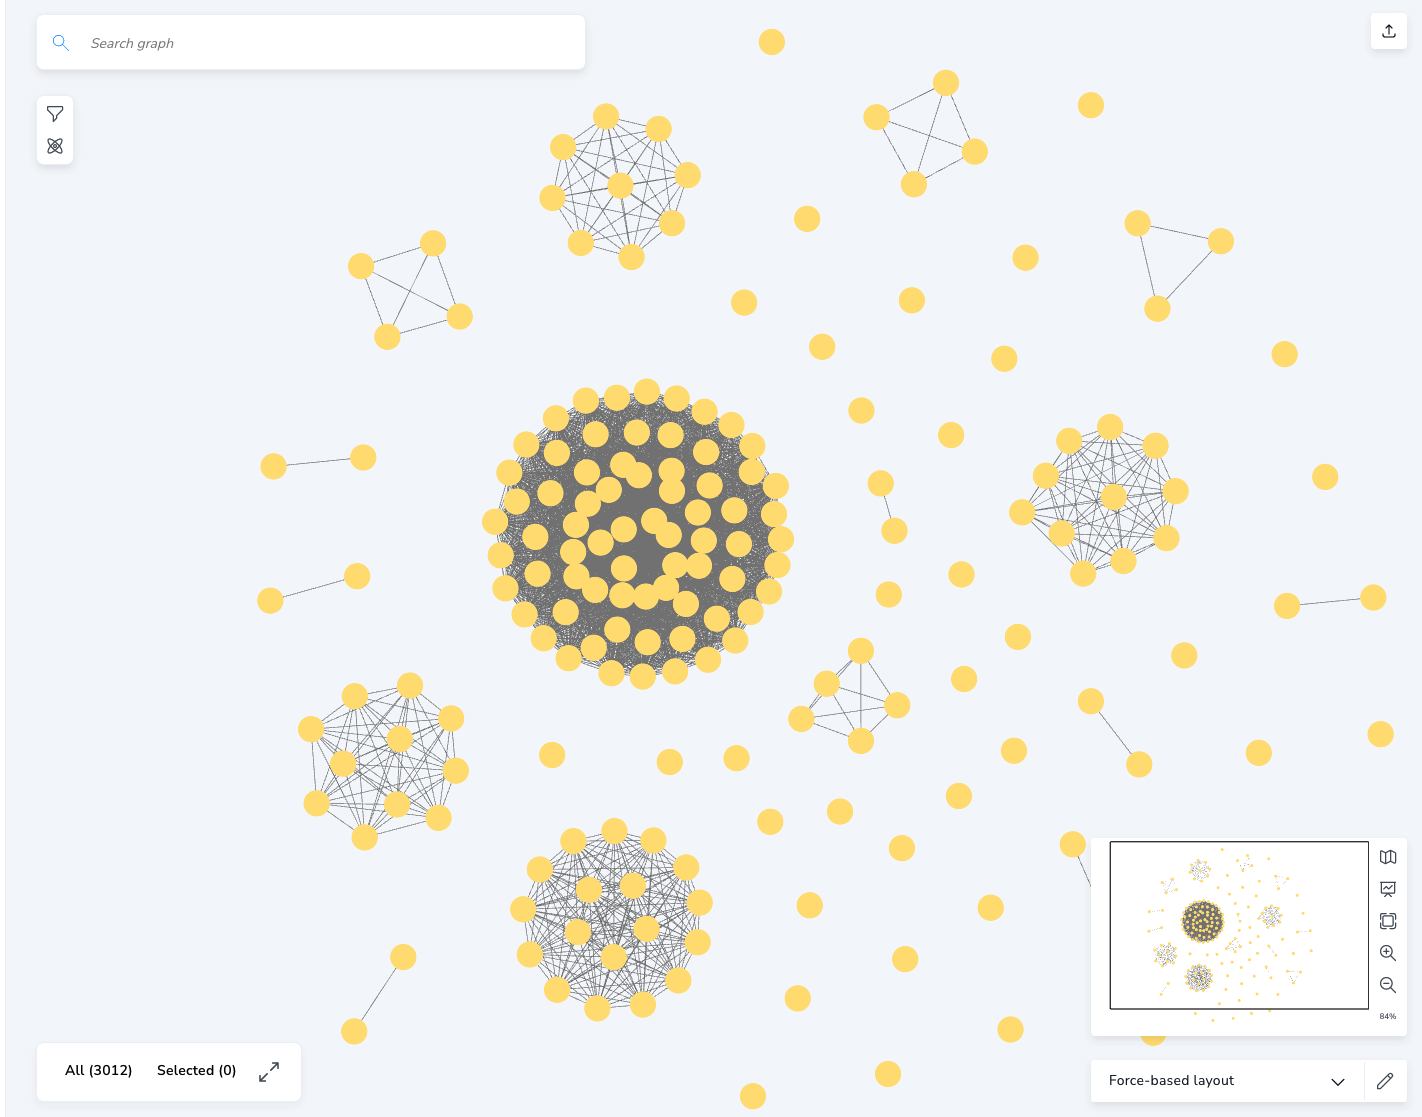 Search graph
84%
All (3012) Selected (0)
Force-based layout